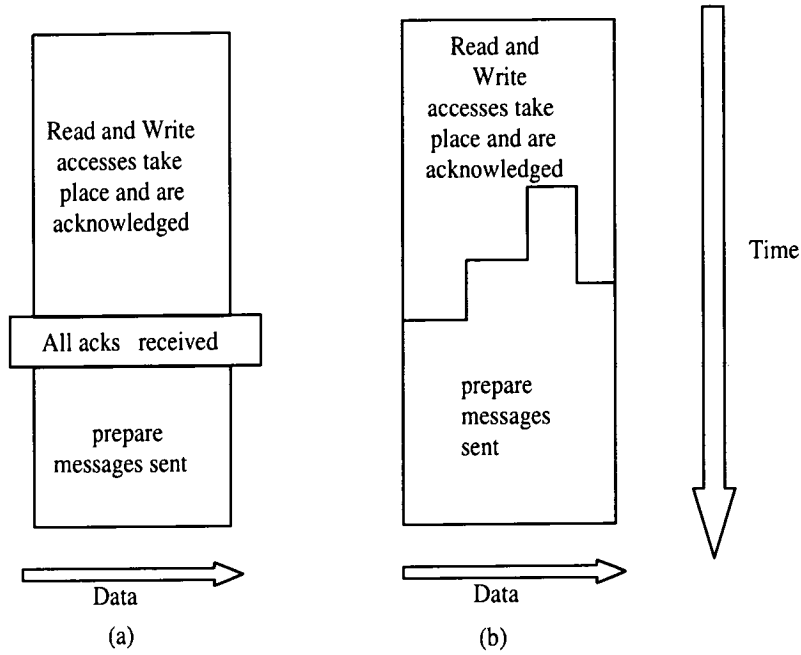 Read and Write
accesses take
place and are
acknowledged
All acks received
prepare
messages sent
Data
(a)
Read and
Write
accesses take
place and are
acknowledged
prepare
messages
sent
Data
(b)
Time